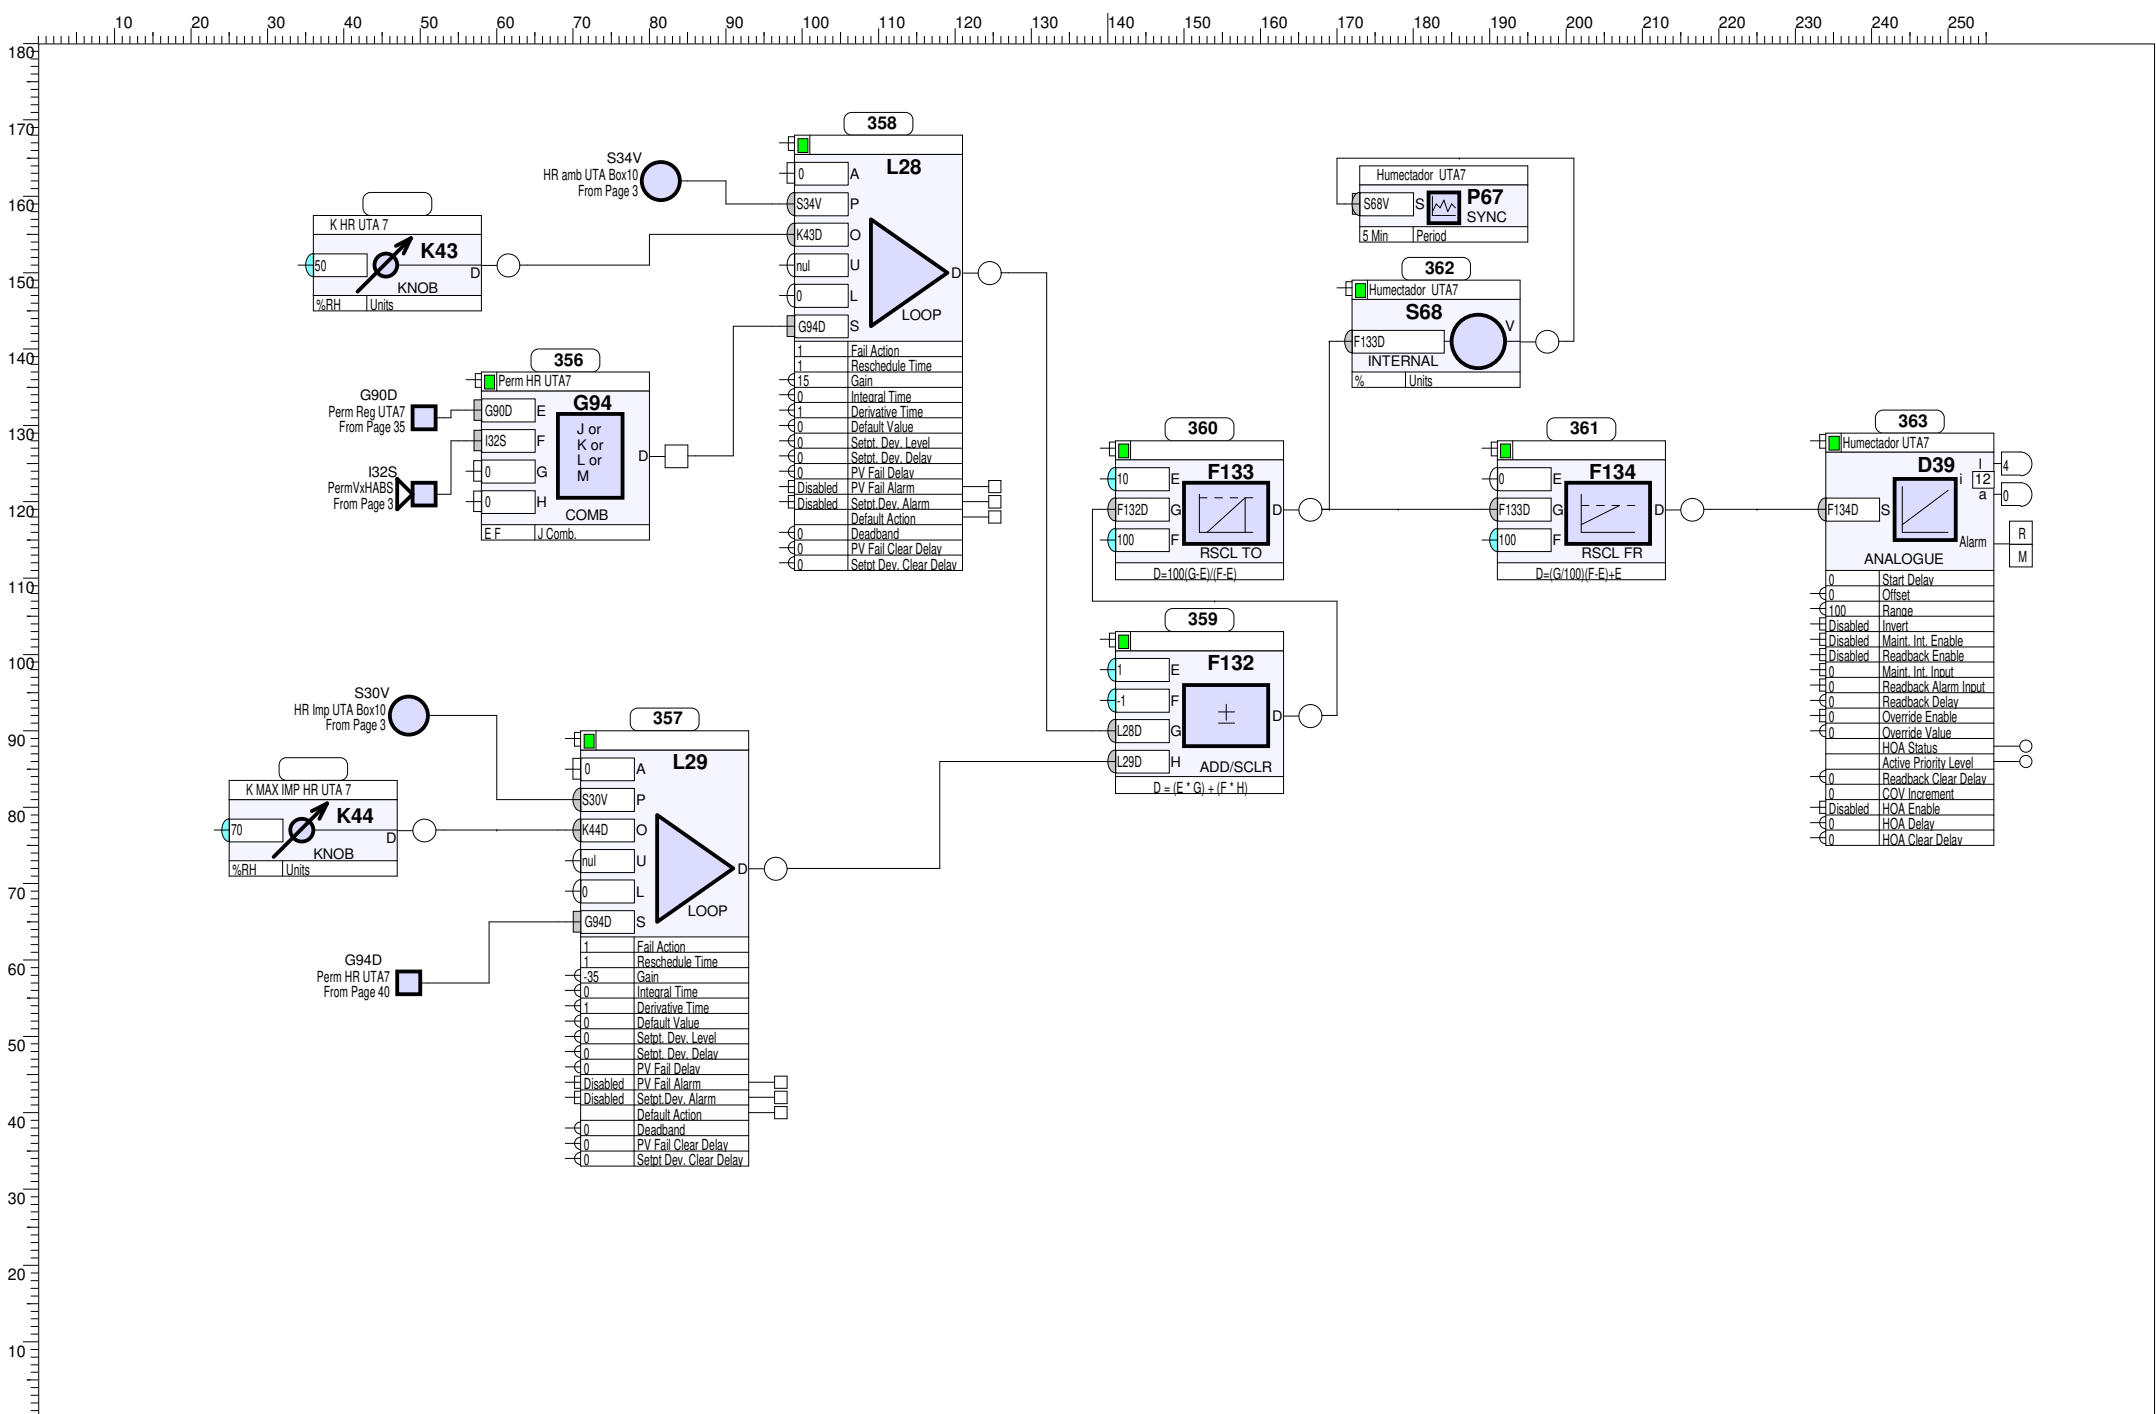 10 20 30 40 50 60 70 80 90 100 110 120 130 140 150 160 170 180 190 200 210 220 230 240 250
180
170
160
150
140
130
120
110
100
90
80
70
60
50
40
30
20
10
K HR UTA 7
50
K43
D
KNOB
%RH Units
S34V
HR amb UTA Box10
From Page 3
G90D
Perm Reg UTA7
From Page 35
I32S
PermVxHABS
From Page 3
356
Perm HR UTA7
G94
G90D E
I32S F
0 G
0 H
J or
K or
L or
M
D
COMB
E F J Comb.
358
L28
0 A
S34V P
K43D O
nul U
0 L
G94D S
D
LOOP
1 Fail Action
1 Reschedule Time
15 Gain
0 Integral Time
1 Derivative Time
0 Default Value
0 Setpt. Dev. Level
0 Setpt. Dev. Delay
0 PV Fail Delay
Disabled PV Fail Alarm
Disabled Setpt.Dev. Alarm
Default Action
0 Deadband
0 PV Fail Clear Delay
0 Setpt Dev. Clear Delay
S30V
HR Imp UTA Box10
From Page 3
K MAX IMP HR UTA 7
70
K44
D
KNOB
%RH Units
G94D
Perm HR UTA7
From Page 40
357
L29
0 A
S30V P
K44D O
nul U
0 L
G94D S
D
LOOP
1 Fail Action
1 Reschedule Time
-35 Gain
0 Integral Time
1 Derivative Time
0 Default Value
0 Setpt. Dev. Level
0 Setpt. Dev. Delay
0 PV Fail Delay
Disabled PV Fail Alarm
Disabled Setpt.Dev. Alarm
Default Action
0 Deadband
0 PV Fail Clear Delay
0 Setpt Dev. Clear Delay
360
F133
10 E
F132D G
100 F
D
RSCL TO
D=100(G-E)/(F-E)
359
F132
1 E
-1 F
L28D G
L29D H
±
D
ADD/SCLR
D = (E * G) + (F * H)
Humectador UTA7
S68V S
P67
SYNC
5 Min Period
362
Humectador UTA7
S68
F133D
V
INTERNAL
% Units
361
F134
0 E
F133D G
100 F
D
RSCL FR
D=(G/100)(F-E)+E
363
Humectador UTA7
D39
F134D S
I 4
i 12
a 0
Alarm
R
M
ANALOGUE
0 Start Delay
0 Offset
100 Range
Disabled Invert
Disabled Maint. Int. Enable
Disabled Readback Enable
0 Maint. Int. Input
0 Readback Alarm Input
0 Readback Delay
0 Override Enable
0 Override Value
HOA Status
Active Priority Level
0 Readback Clear Delay
0 COV Increment
Disabled HOA Enable
0 HOA Delay
0 HOA Clear Delay